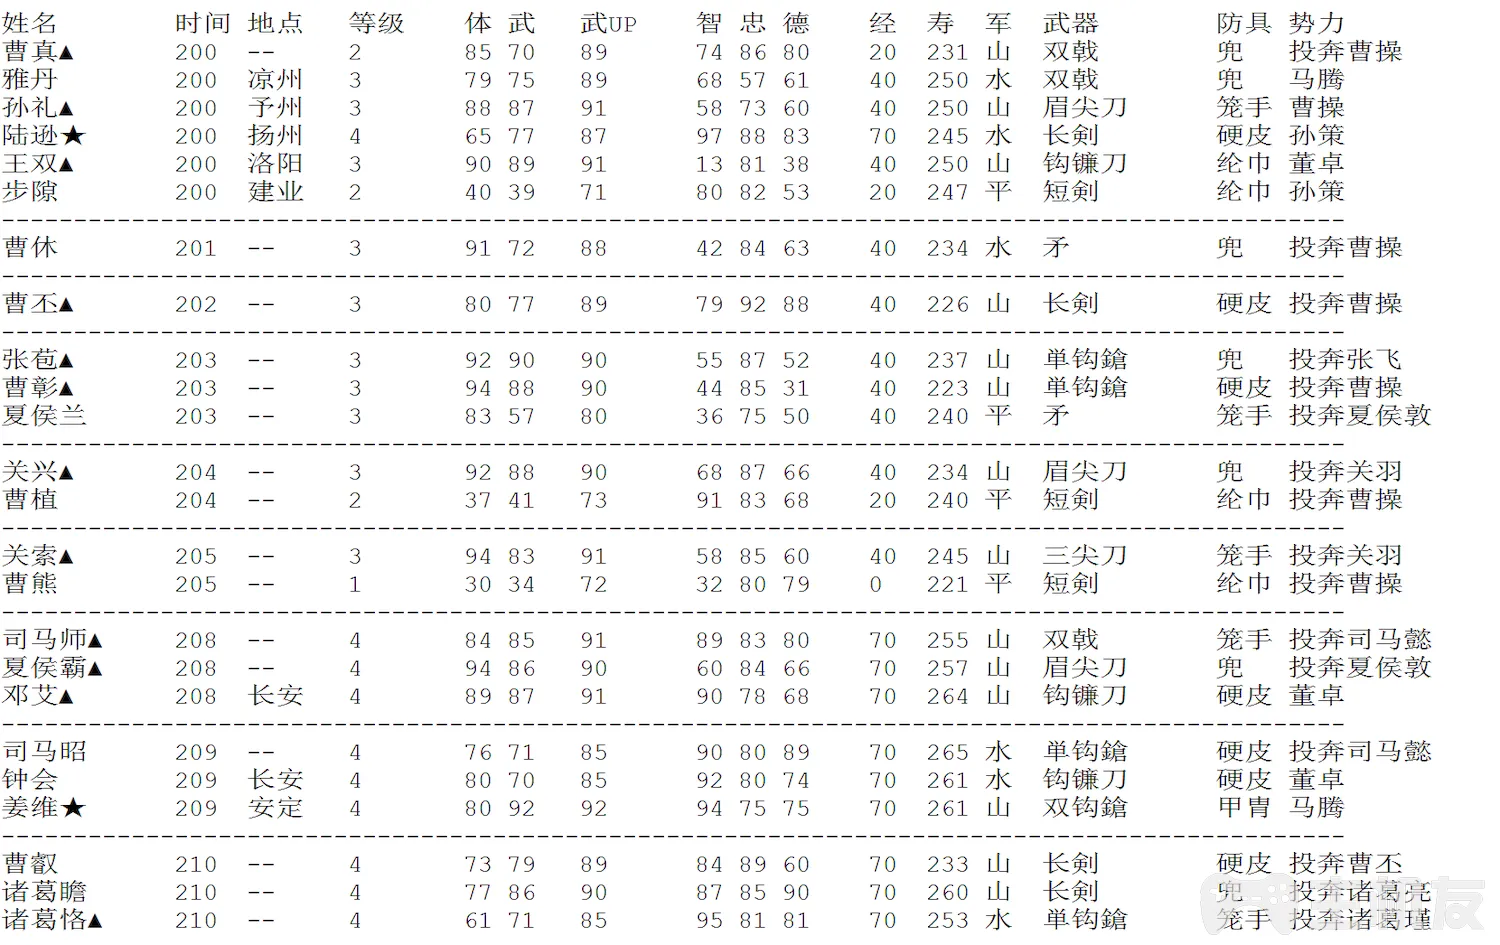 姓名 时间 地点 等级 体 武 武UP 智 忠 德 经 寿 军 武器 防具 势力
曹真▲ 200 -- 2 85 70 89 74 86 80 20 231 山 双戟 兜 投奔曹操
雅丹 200 凉州 3 79 75 89 68 57 61 40 250 水 双戟 兜 马腾
孙礼▲ 200 予州 3 88 87 91 58 73 60 40 250 山 眉尖刀 笼手 曹操
陆逊★ 200 扬州 4 65 77 87 97 88 83 70 245 水 长剣 硬皮 孙策
王双▲ 200 洛阳 3 90 89 91 13 81 38 40 250 山 钩镰刀 纶巾 董卓
步隙 200 建业 2 40 39 71 80 82 53 20 247 平 短剣 纶巾 孙策
曹休 201 -- 3 91 72 88 42 84 63 40 234 水 矛 兜 投奔曹操
曹丕▲ 202 -- 3 80 77 89 79 92 88 40 226 山 长剣 硬皮 投奔曹操
张苞▲ 203 -- 3 92 90 90 55 87 52 40 237 山 単钩鎗 兜 投奔张飞
曹彰▲ 203 -- 3 94 88 90 44 85 31 40 223 山 単钩鎗 硬皮 投奔曹操
夏侯兰 203 -- 3 83 57 80 36 75 50 40 240 平 矛 笼手 投奔夏侯敦
关兴▲ 204 -- 3 92 88 90 68 87 66 40 234 山 眉尖刀 兜 投奔关羽
曹植 204 -- 2 37 41 73 91 83 68 20 240 平 短剣 纶巾 投奔曹操
关索▲ 205 -- 3 94 83 91 58 85 60 40 245 山 三尖刀 笼手 投奔关羽
曹熊 205 -- 1 30 34 72 32 80 79 0 221 平 短剣 纶巾 投奔曹操
司马师▲ 208 -- 4 84 85 91 89 83 80 70 255 山 双戟 笼手 投奔司马懿
夏侯霸▲ 208 -- 4 94 86 90 60 84 66 70 257 山 眉尖刀 兜 投奔夏侯敦
邓艾▲ 208 长安 4 89 87 91 90 78 68 70 264 山 钩镰刀 硬皮 董卓
司马昭 209 -- 4 76 71 85 90 80 89 70 265 水 単钩鎗 硬皮 投奔司马懿
钟会 209 长安 4 80 70 85 92 80 74 70 261 水 钩镰刀 硬皮 董卓
姜维★ 209 安定 4 80 92 92 94 75 75 70 261 山 双钩鎗 甲冑 马腾
曹叡 210 -- 4 73 79 89 84 89 60 70 233 山 长剣 硬皮 投奔曹丕
诸葛瞻 210 -- 4 77 86 90 87 85 90 70 260 山 长剣 兜 投奔诸葛亮
诸葛恪▲ 210 -- 4 61 71 85 95 81 81 70 253 水 単钩鎗 笼手 投奔诸葛瑾